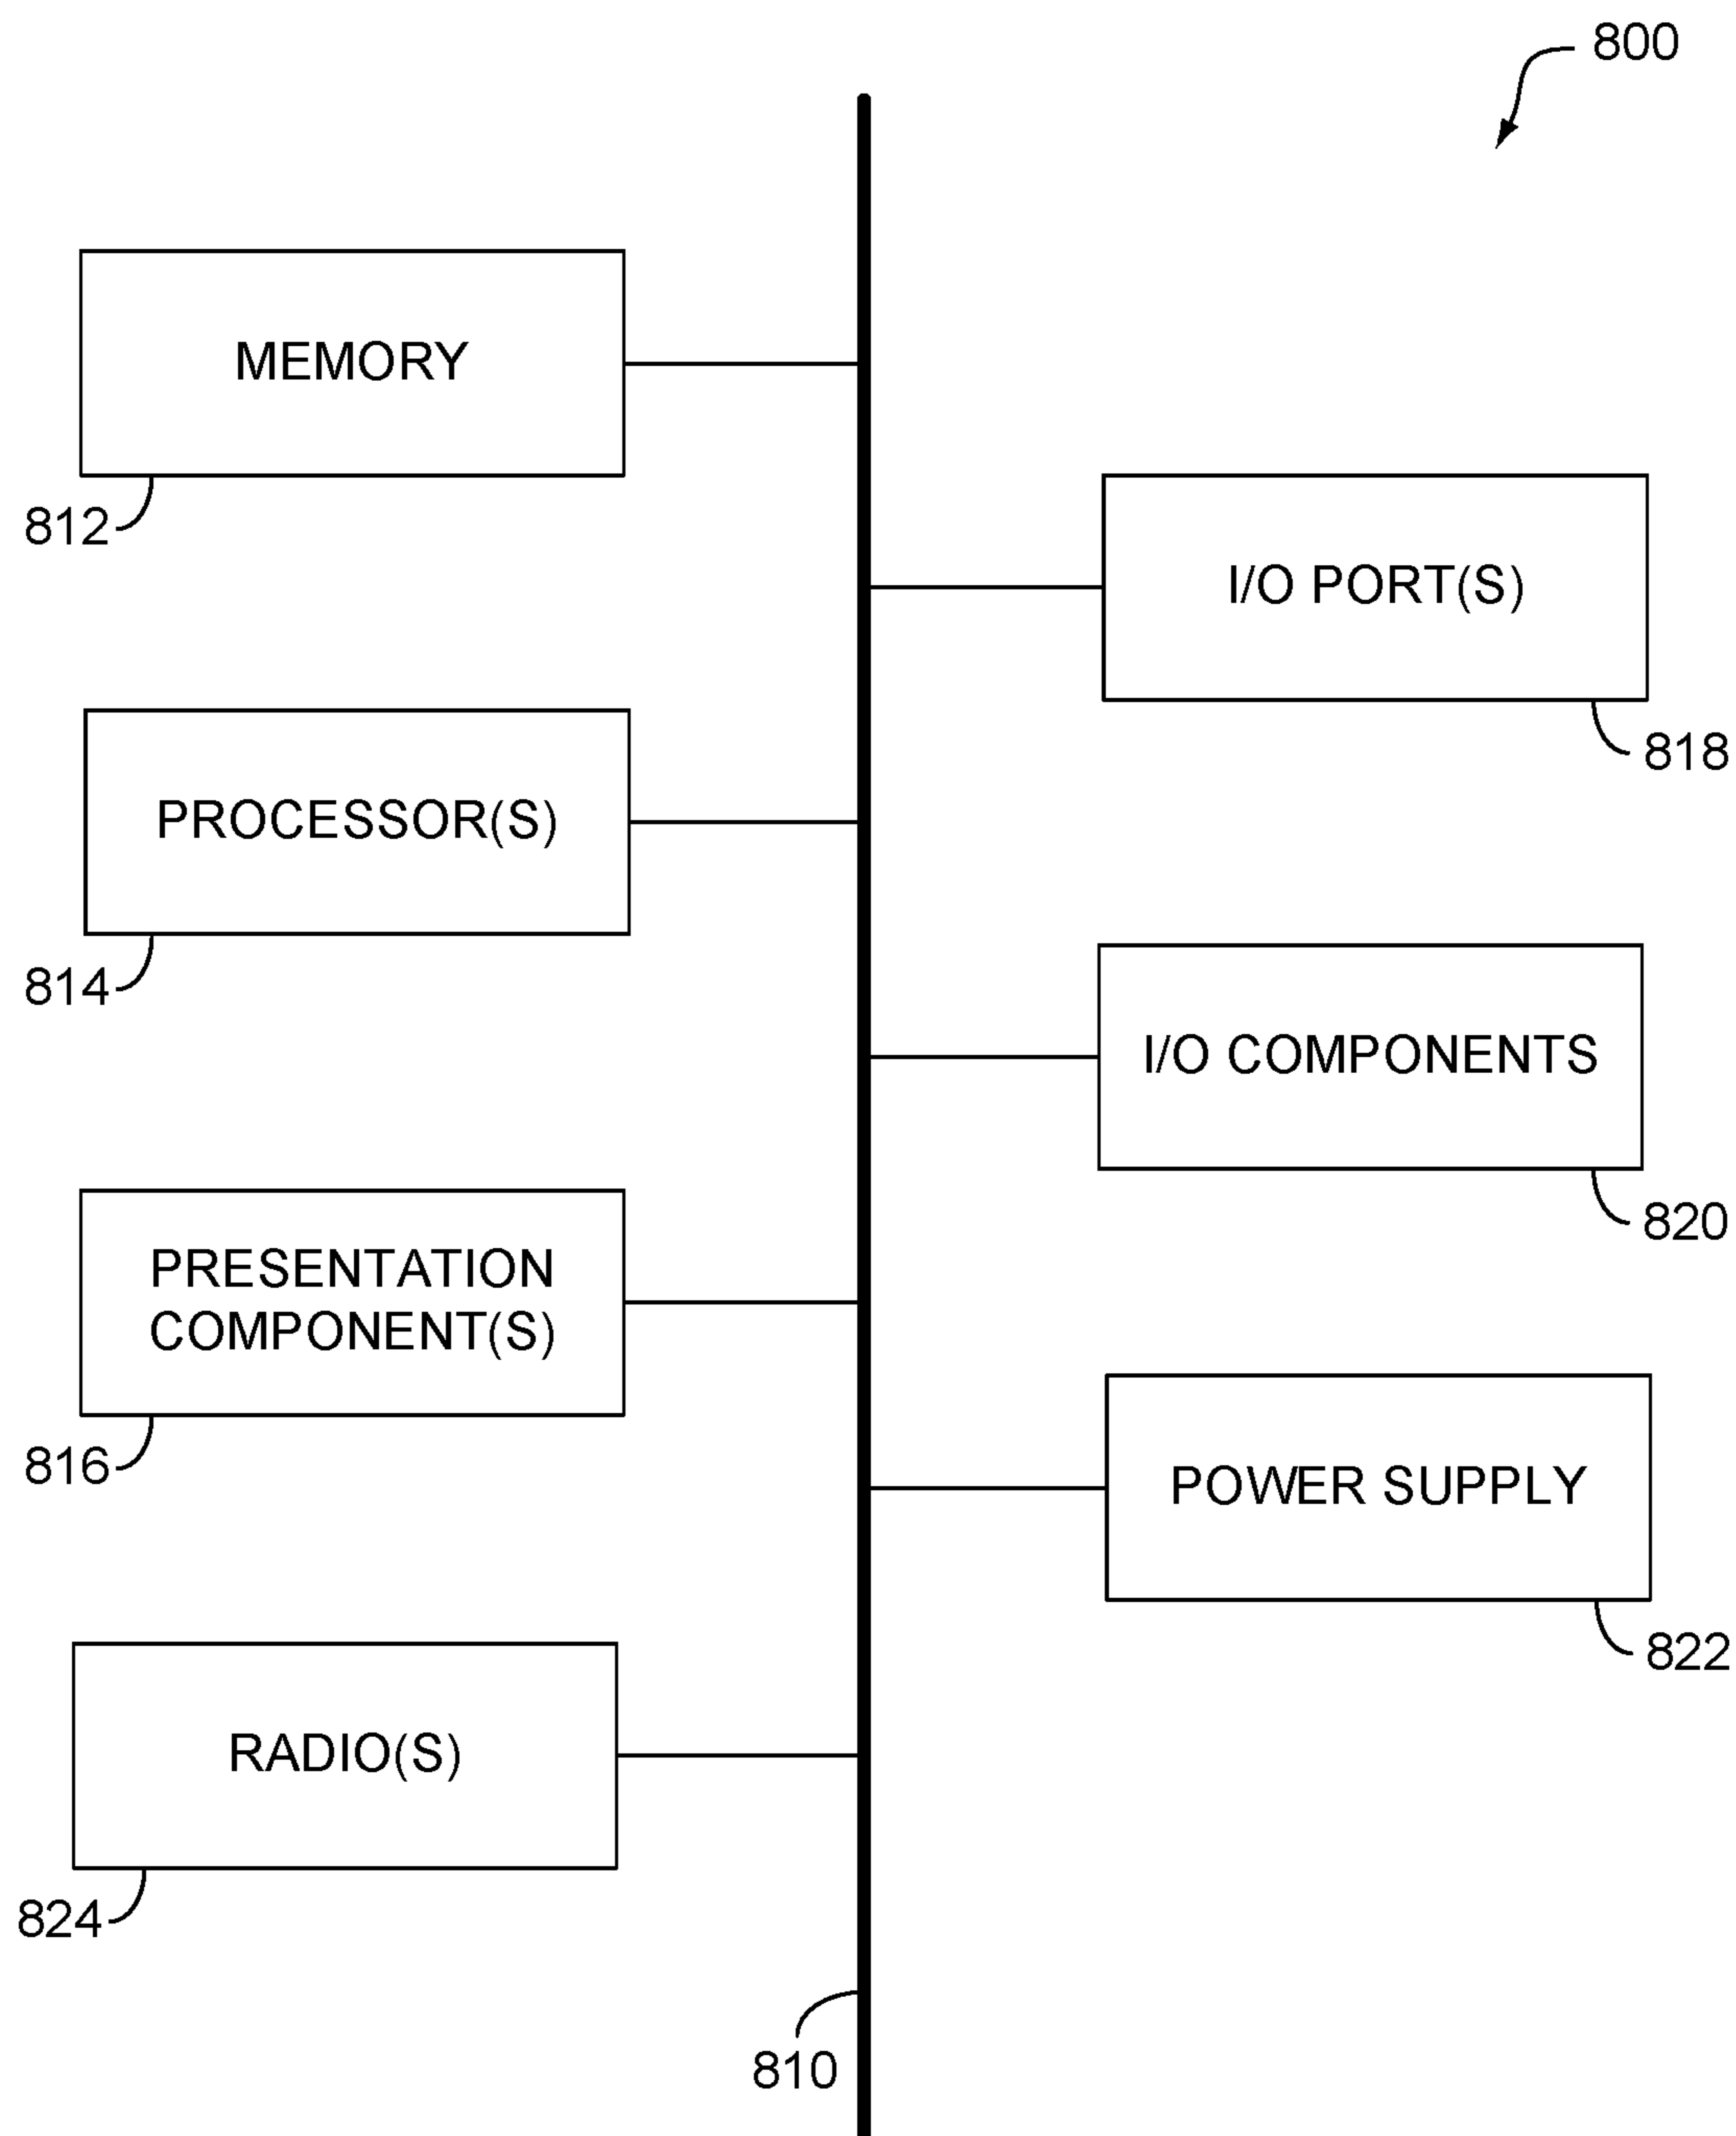 800
MEMORY
812
I/O PORT(S)
818
PROCESSOR(S)
814
I/O COMPONENTS
820
PRESENTATION
COMPONENT(S)
816
POWER SUPPLY
822
RADIO(S)
824
810